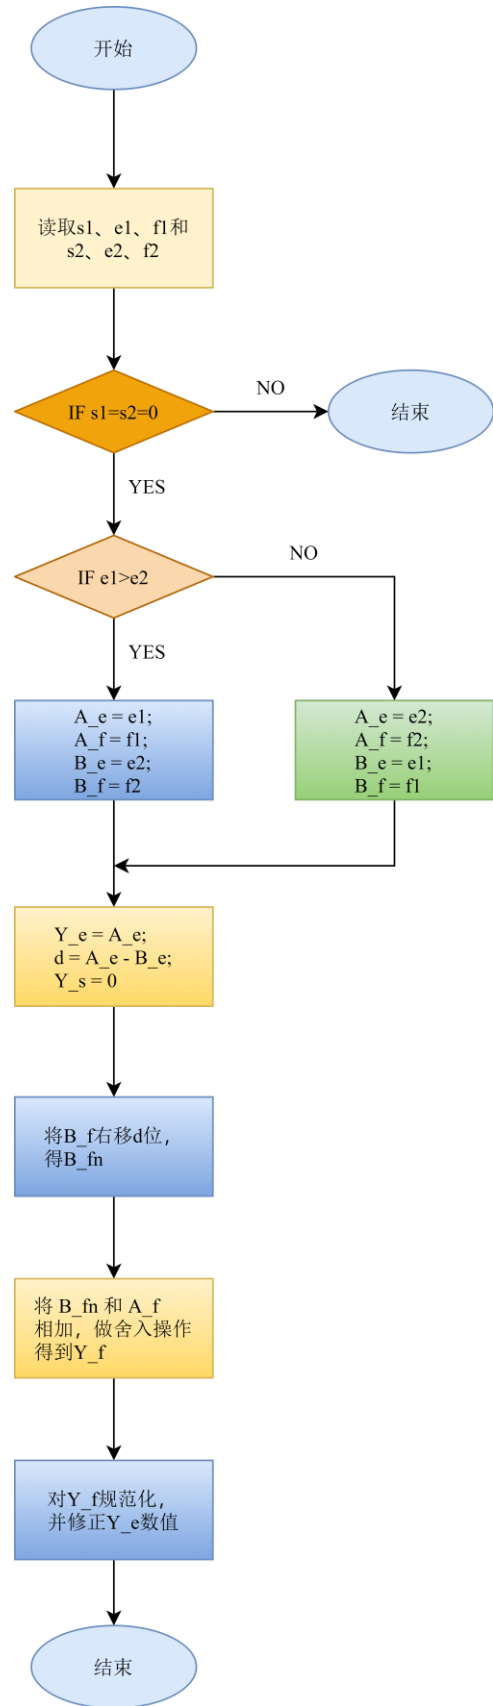 开始
读取s1、e1、f1和
s2、e2、f2
IF s1=s2=0
NO
结束
YES
IF e1>e2
NO
YES
A_e = e1;
A_f = f1;
B_e = e2;
B_f = f2
A_e = e2;
A_f = f2;
B_e = e1;
B_f = f1
Y_e = A_e;
d = A_e - B_e;
Y_s = 0
将B_f右移d位，
得B_fn
将 B_fn 和 A_f
相加，做舍入操作
得到Y_f
对Y_f规范化，
并修正Y_e数值
结束